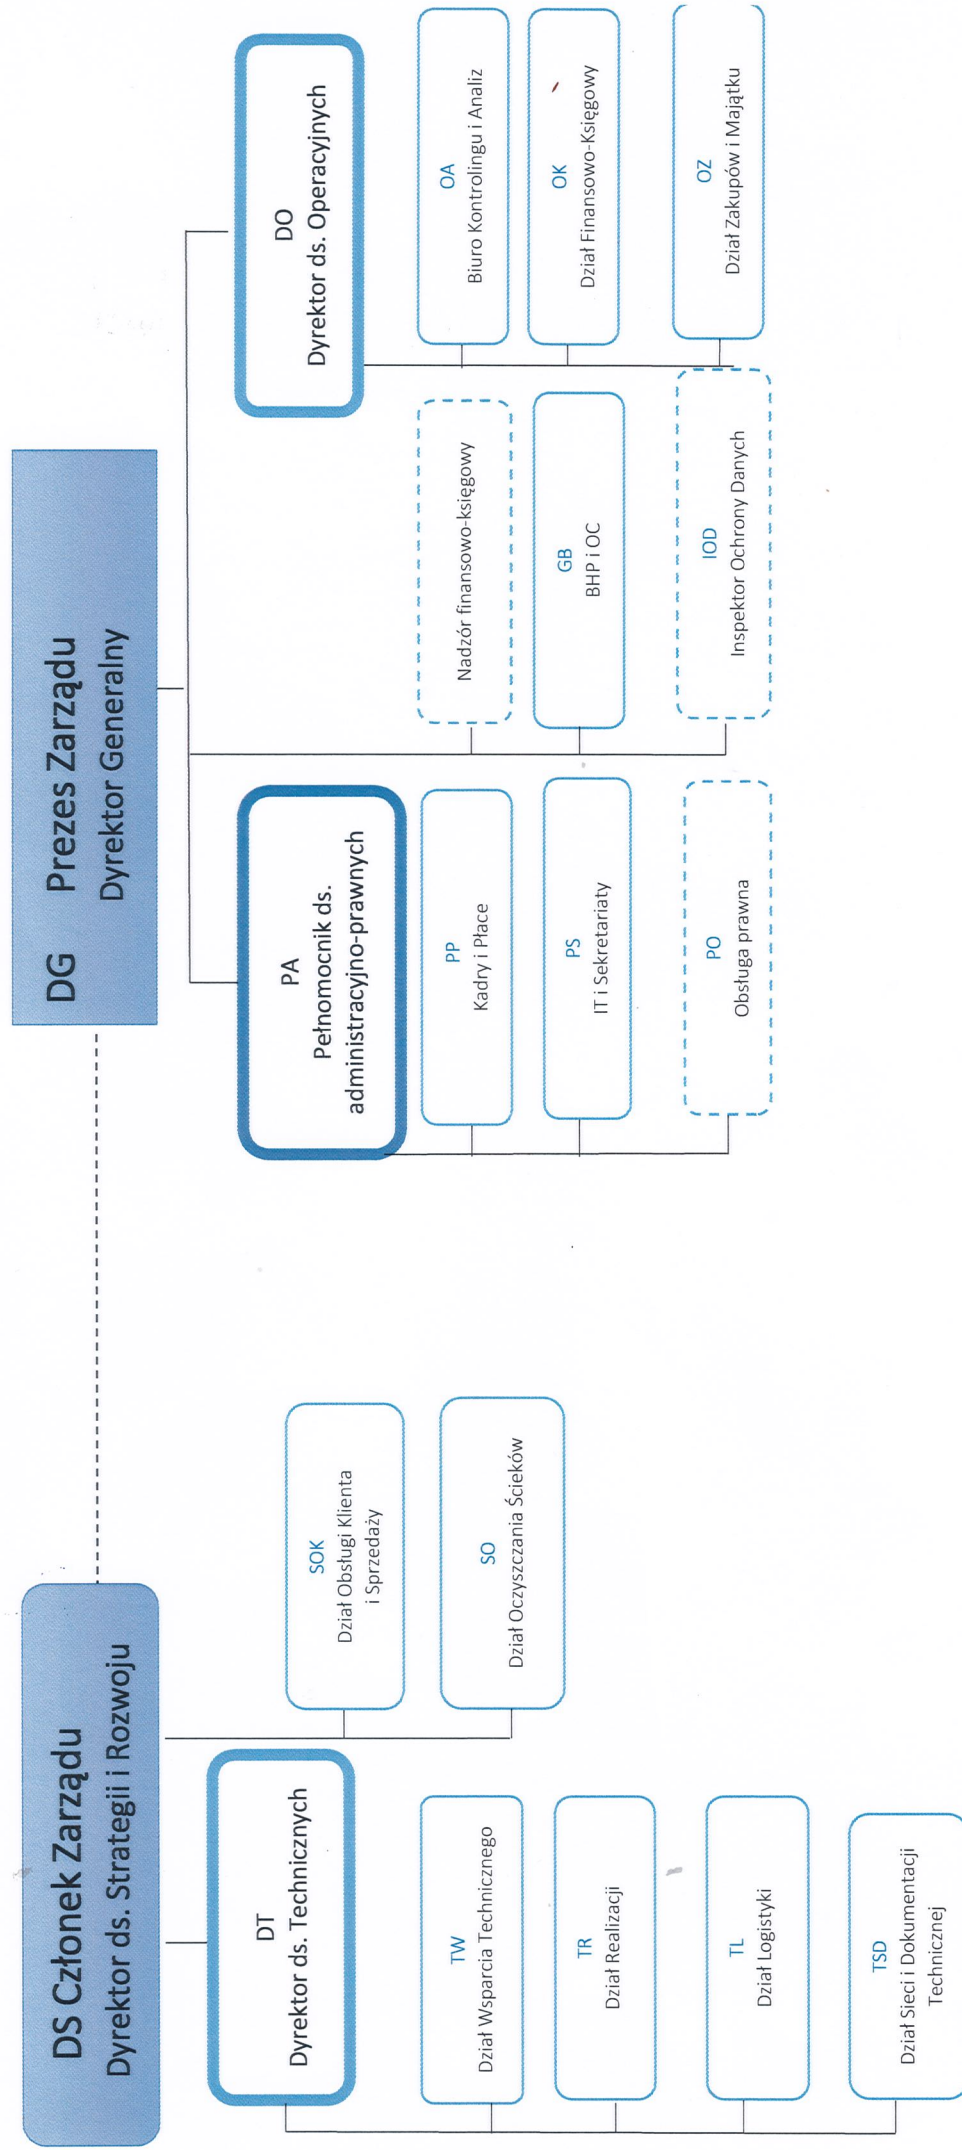 DS Członek Zarządu
Dyrektor ds. Strategii i Rozwoju
DG Prezes Zarządu
Dyrektor Generalny
DT
Dyrektor ds. Technicznych
TW
Dział Wsparcia Technicznego
TR
Dział Realizacji
TL
Dział Logistyki
TSD
Dział Sieci i Dokumentacji
Technicznej
SOK
Dział Obsługi Klienta
i Sprzedaży
SO
Dział Oczyszczania Ścieków
PA
Pełnomocnik ds.
administracyjno-prawnych
PP
Kadry i Płace
PS
IT i Sekretariaty
PO
Obsługa prawna
Nadzór finansowo-księgowy
GB
BHP i OC
IOD
Inspektor Ochrony Danych
DO
Dyrektor ds. Operacyjnych
OA
Biuro Kontrolingu i Analiz
OK
Dział Finansowo-Księgowy
OZ
Dział Zakupów i Majątku